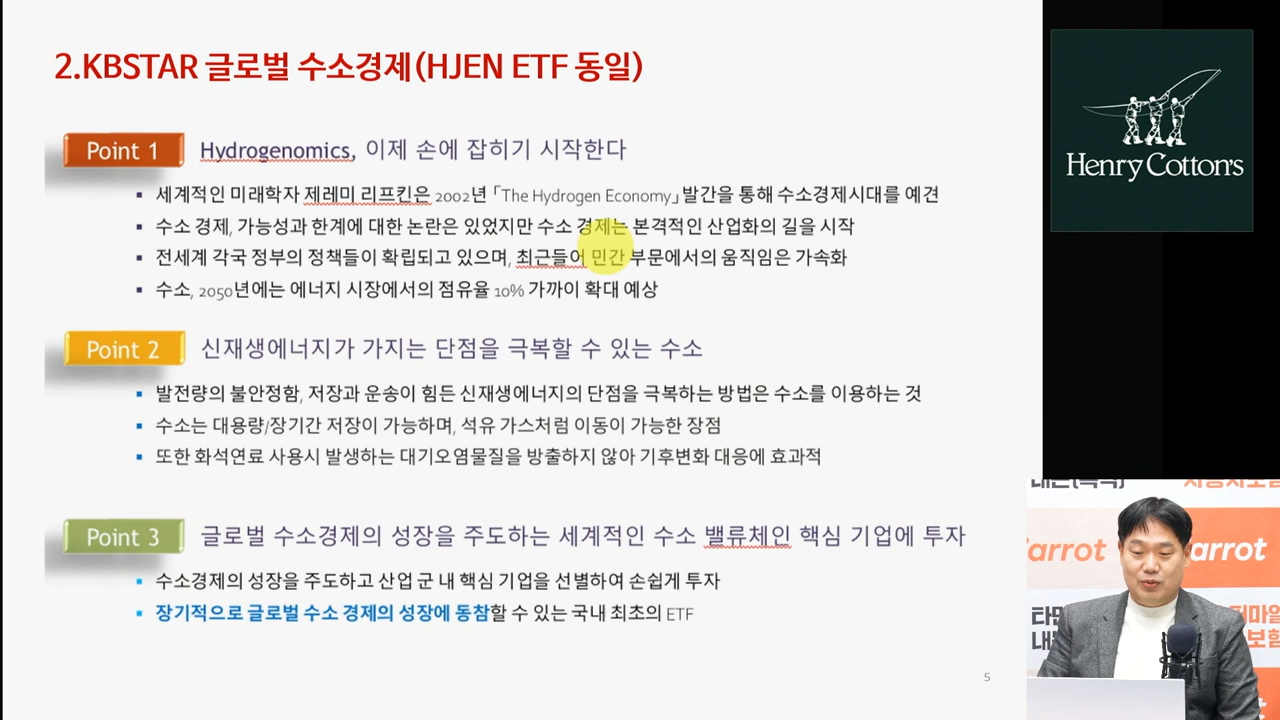 2.KBSTAR 글로벌 수소경제(HJEN ETF 동일)
Point 1 Hydrogenomics, 이제 손에 잡히기 시작한다
▪ 세계적인 미래학자 제레미 리프킨은 2002년 「The Hydrogen Economy」발간을 통해 수소경제시대를 예견
▪ 수소 경제, 가능성과 한계에 대한 논란은 있었지만 수소 경제는 본격적인 산업화의 길을 시작
▪ 전세계 각국 정부의 정책들이 확립되고 있으며, 최근들어 민간 부문에서의 움직임은 가속화
▪ 수소, 2050년에는 에너지 시장에서의 점유율 10% 가까이 확대 예상
Point 2 신재생에너지가 가지는 단점을 극복할 수 있는 수소
▪ 발전량의 불안정함, 저장과 운송이 힘든 신재생에너지의 단점을 극복하는 방법은 수소를 이용하는 것
▪ 수소는 대용량/장기간 저장이 가능하며, 석유 가스처럼 이동이 가능한 장점
▪ 또한 화석연료 사용시 발생하는 대기오염물질을 방출하지 않아 기후변화 대응에 효과적
Point 3 글로벌 수소경제의 성장을 주도하는 세계적인 수소 밸류체인 핵심 기업에 투자
▪ 수소경제의 성장을 주도하고 산업 군 내 핵심 기업을 선별하여 손쉽게 투자
▪ 장기적으로 글로벌 수소 경제의 성장에 동참할 수 있는 국내 최초의 ETF
5
Henry Cotton's
arrot arrot
보험